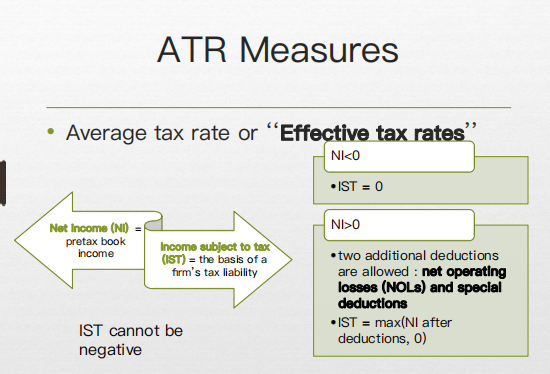 ATR Measures
• Average tax rate or ‘‘Effective tax rates’’
Net income (NI) =
pretax book
income
Income subject to tax
(IST) = the basis of a
firm's tax liability
IST cannot be
negative
NI<0
•IST = 0
NI>0
•two additional deductions
are allowed : net operating
losses (NOLs) and special
deductions
•IST = max(NI after
deductions, 0)